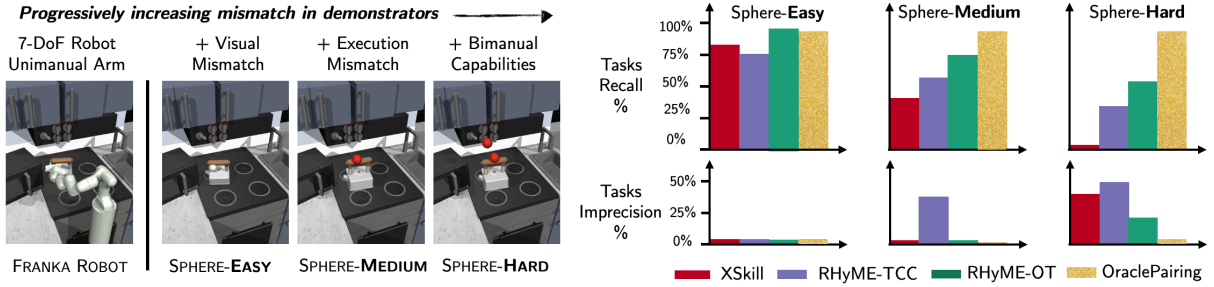 Progressively increasing mismatch in demonstrators
7-DoF Robot
Unimanual Arm
+ Visual
Mismatch
+ Execution
Mismatch
+ Bimanual
Capabilities
FRANKA ROBOT
SPHERE-EASY
SPHERE-MEDIUM
SPHERE-HARD
Sphere-Easy
Sphere-Medium
Sphere-Hard
Tasks
Recall
%
100%
75%
50%
25%
0%
Tasks
Imprecision
%
50%
25%
0%
XSkill
RHyME-TCC
RHyME-OT
OraclePairing